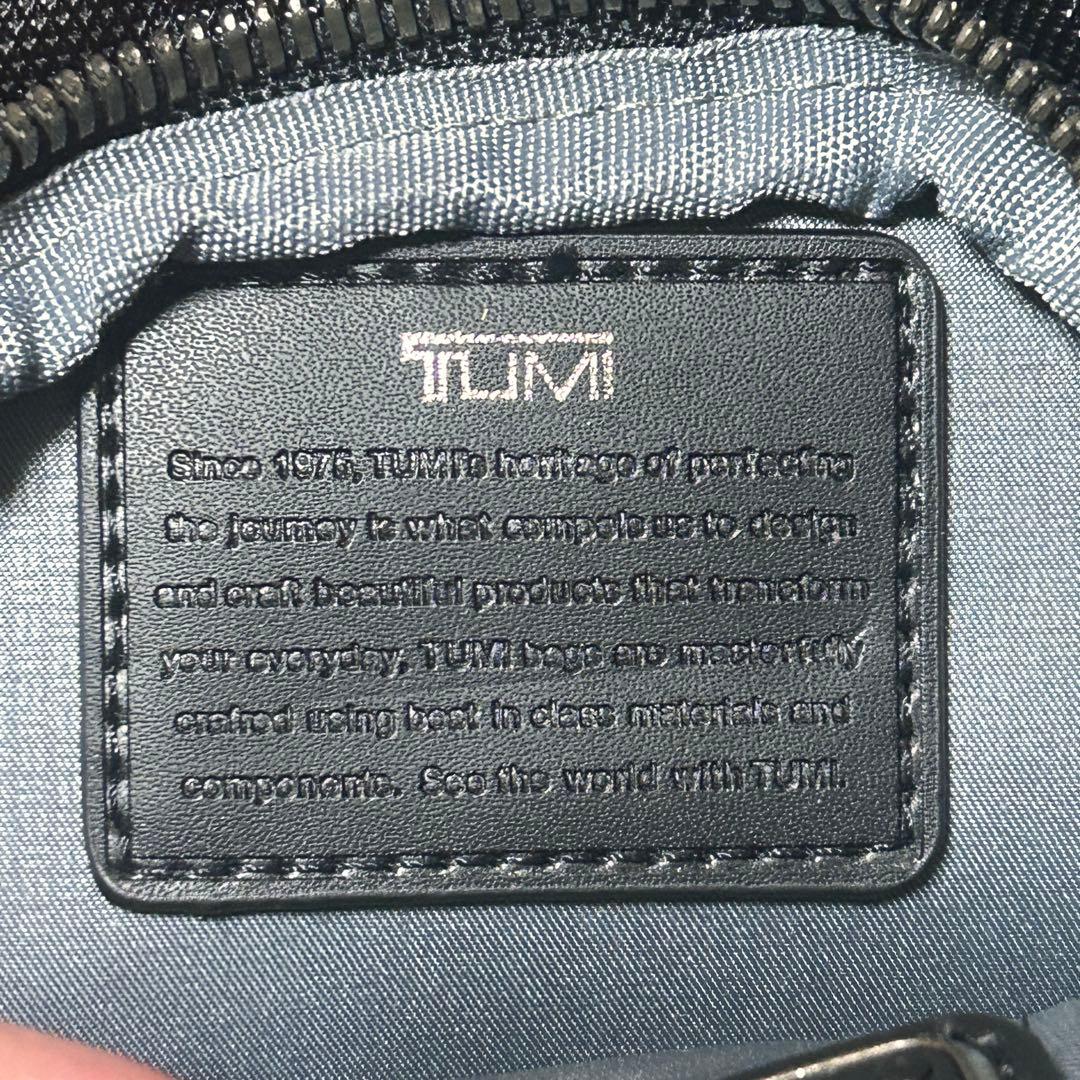 TUMI
Since 1975, TUMI's heritage of perfecting
the journey is what compels us to design
and craft beautiful products that transform
your everyday, TUMI bags are masterfully
crafted using best in class materials and
components. See the world with TUMI.